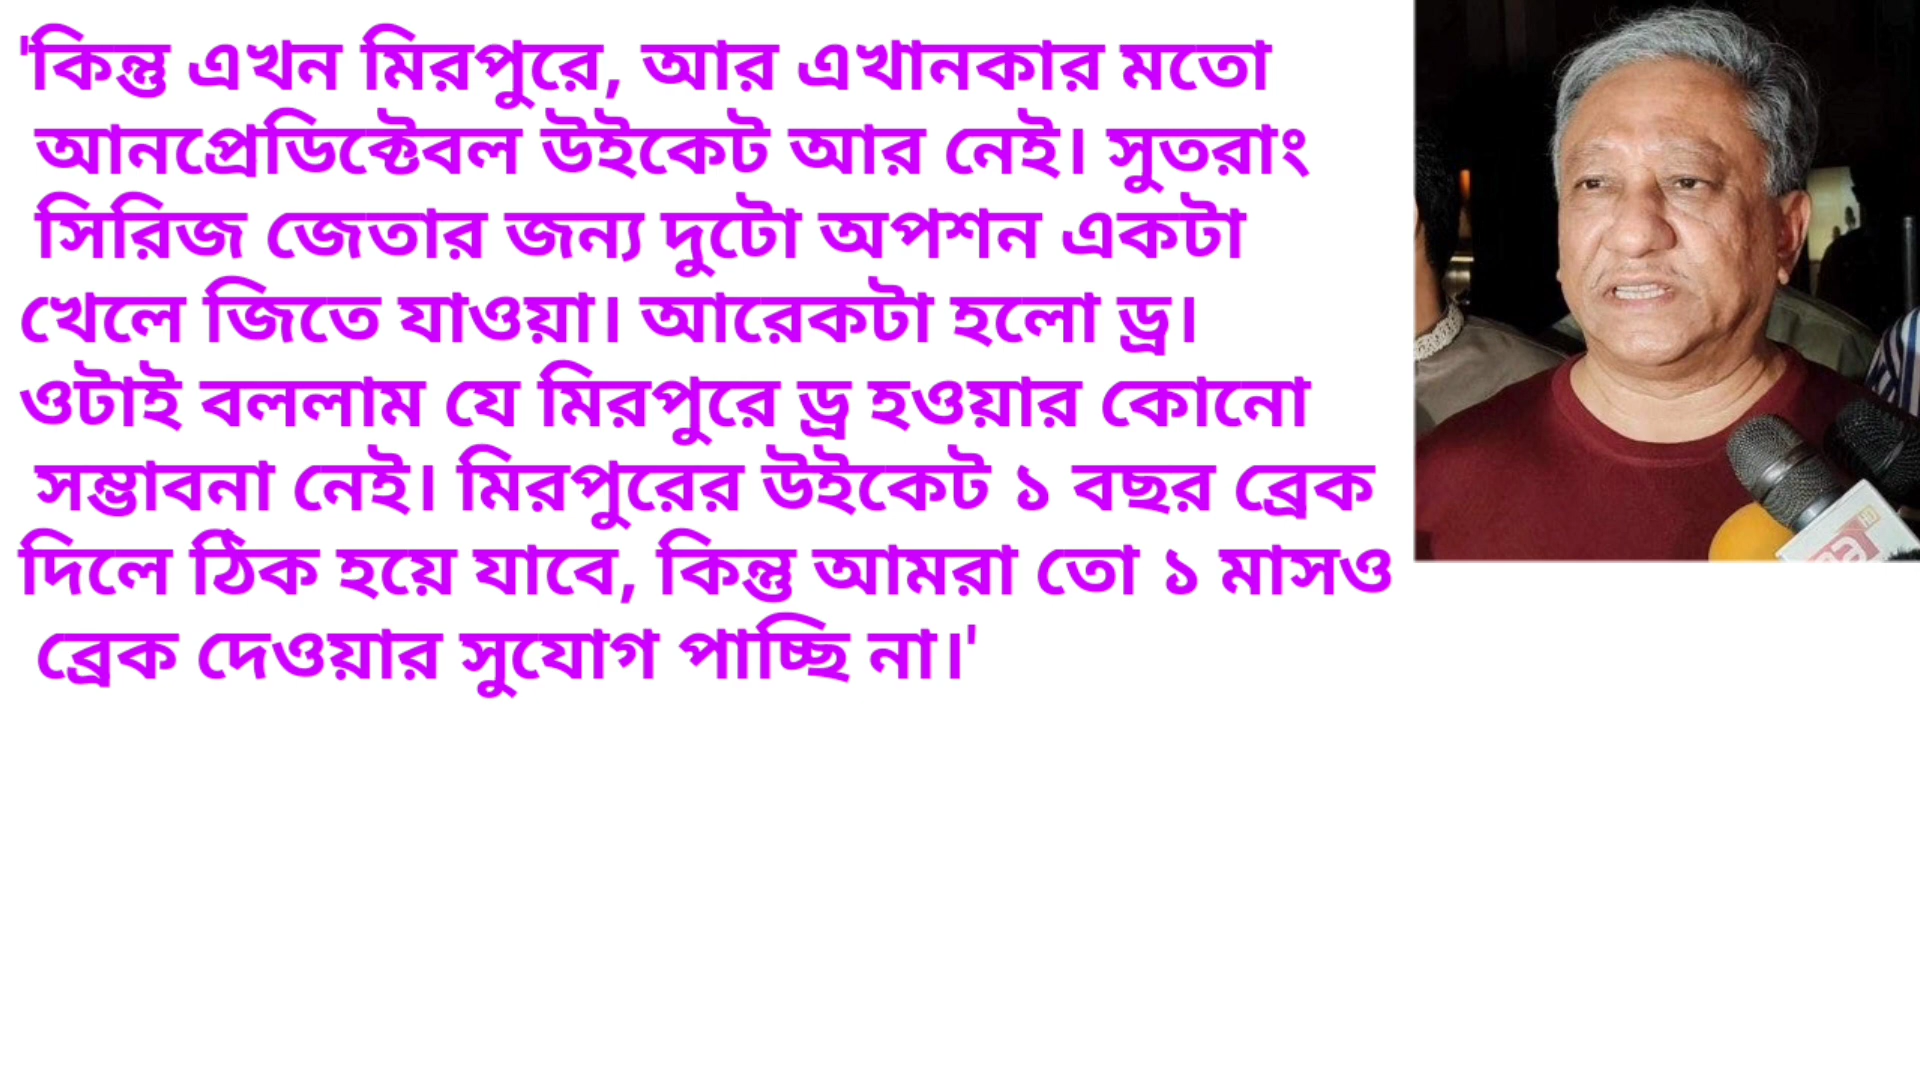 'কিন্তু এখন মিরপুরে, আর এখানকার মতো
আনপ্রেডিক্টেবল উইকেট আর নেই। সুতরাং
সিরিজ জেতার জন্য দুটো অপশন একটা
খেলে জিতে যাওয়া। আরেকটা হলো ড্র।
ওটাই বললাম যে মিরপুরে ড্র হওয়ার কোনো
সম্ভাবনা নেই। মিরপুরের উইকেট ১ বছর ব্রেক
দিলে ঠিক হয়ে যাবে, কিন্তু আমরা তো ১ মাসও
ব্রেক দেওয়ার সুযোগ পাচ্ছি না।'